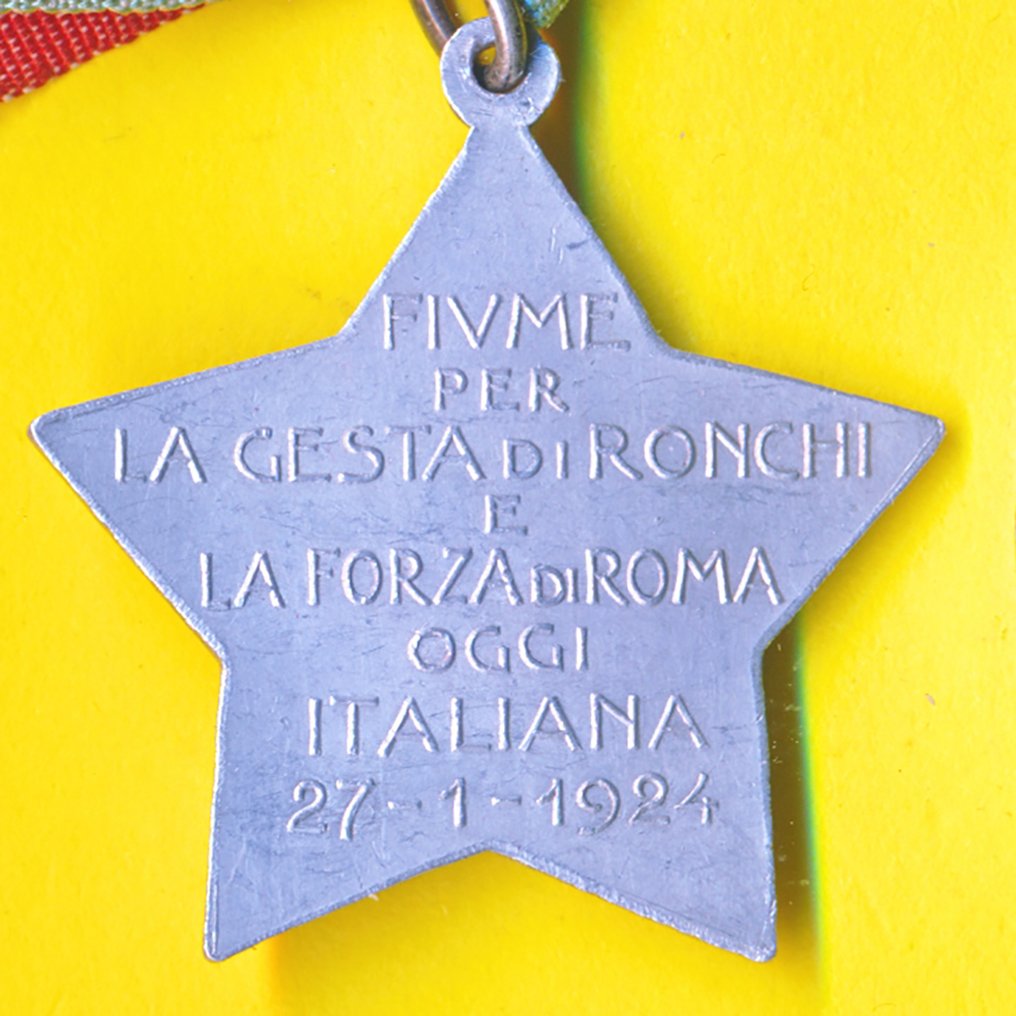 FIVME
PER
LA GESTA DI RONCHI
E
LA FORZA DI ROMA
OGGI
ITALIANA
27-1-1924